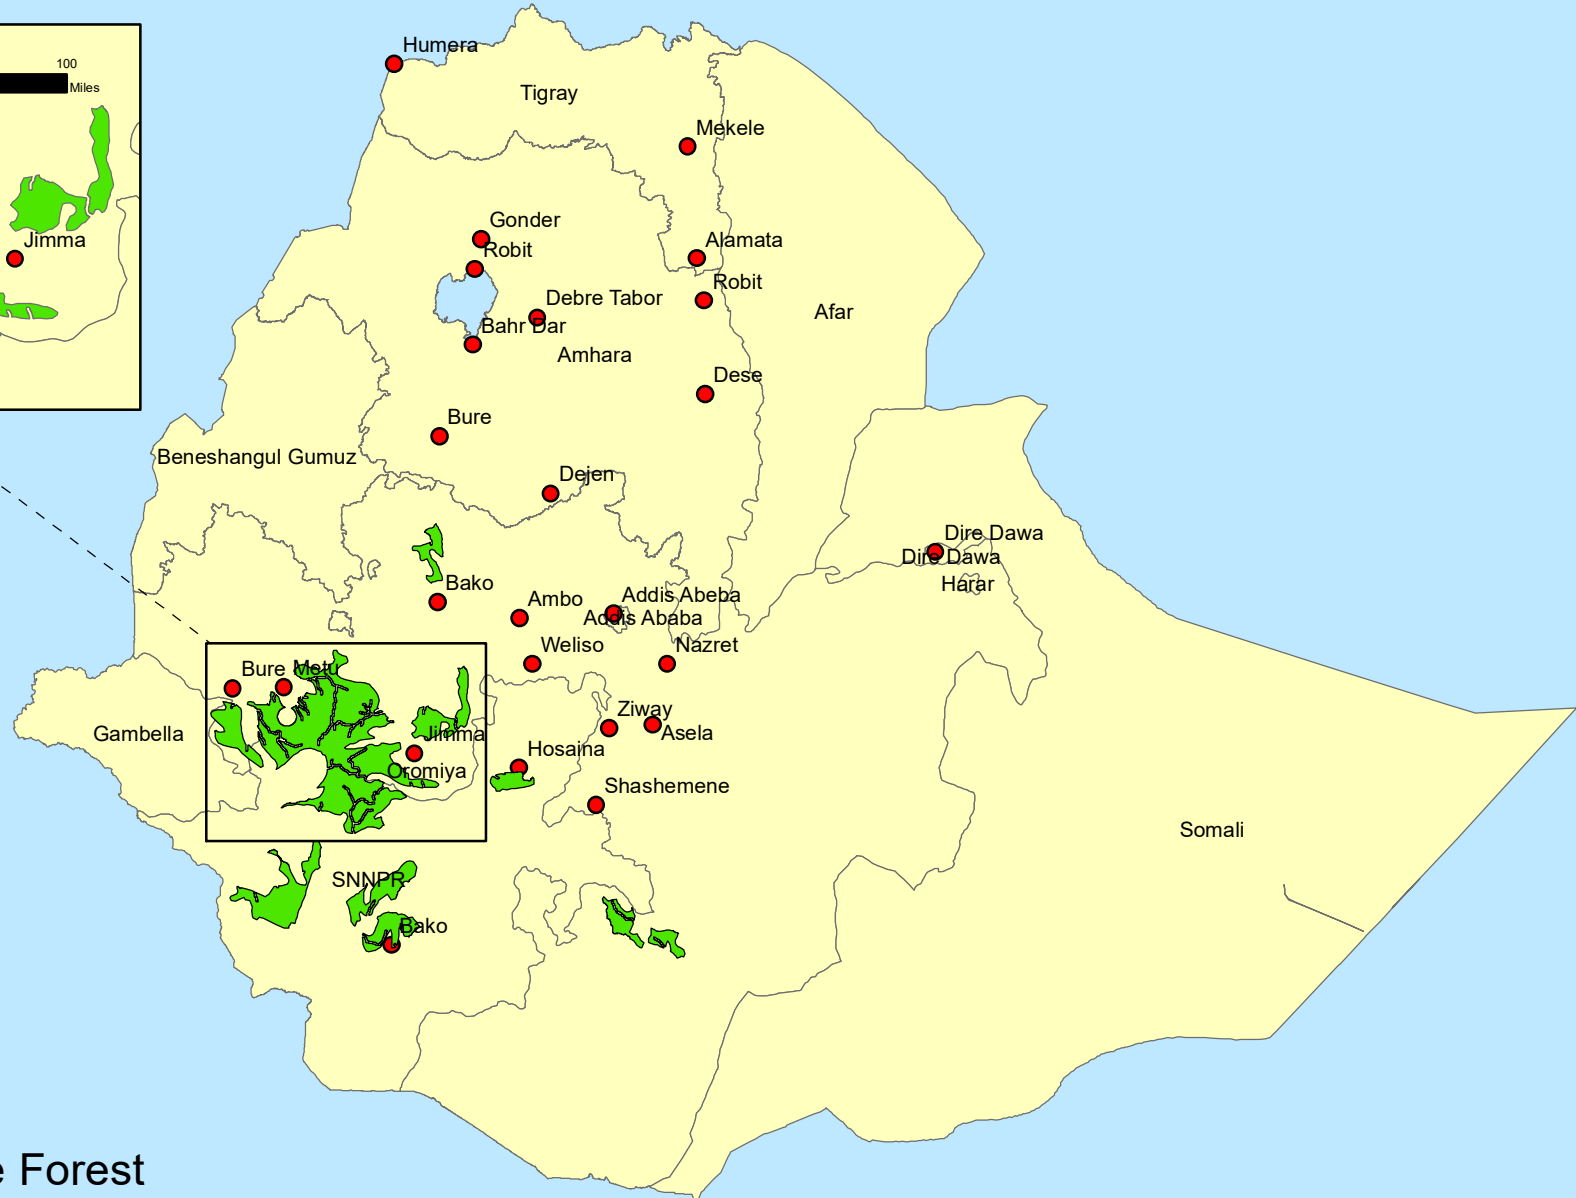 Humera
100
Miles
Tigray
Mekele
Gonder
Jimma
Alamata
Robit
Robit
Debre Tabor
Afar
Bahr Dar
Amhara
Dese
Bure
Beneshangul Gumuz
Dejen
Dire Dawa
Dire Dawa
Bako
Harar
Ambo
Addis Abeba
Addis Ababa
Weliso
Nazret
Bure
Metu
Ziway
Gambella
Jimma
Asela
Hosaina
Oromiya
Shashemene
Somali
SNNPR
Bako
Forest